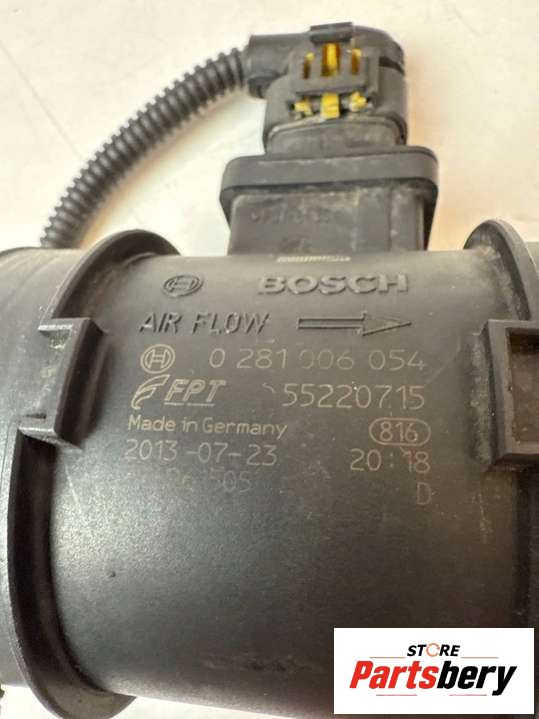 BOSCH
AIR FLOW
0 281 006 054
FPT 55220715
Made in Germany 816
2013-07-23 20:18
505 D
STORE
Partsbery